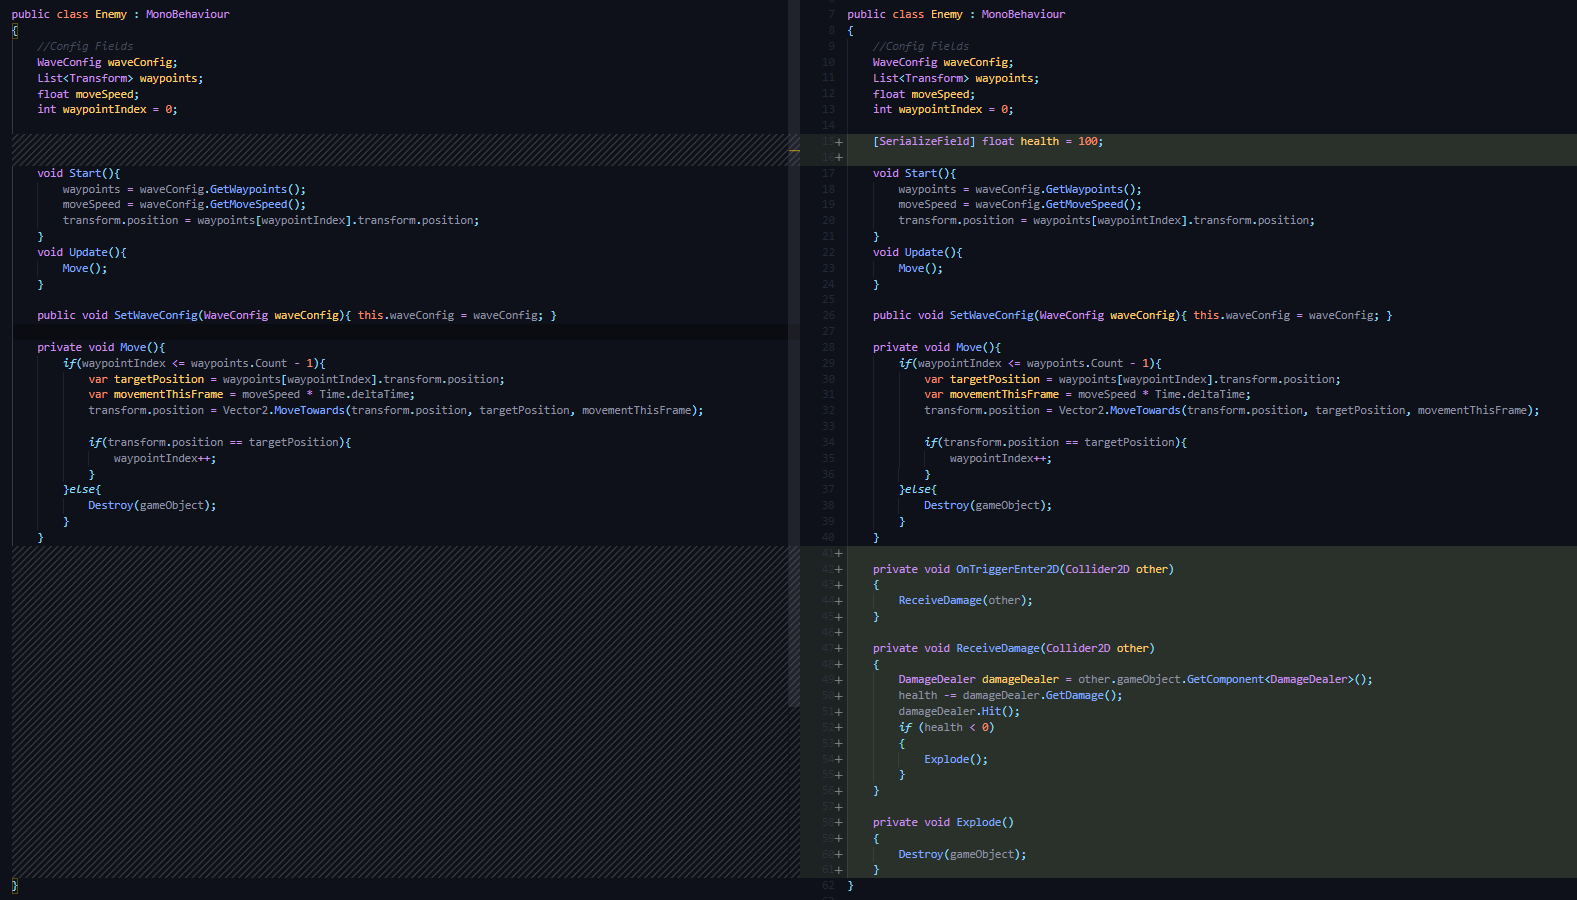 public class Enemy : MonoBehaviour
{
//Config Fields
WaveConfig waveConfig;
List<Transform> waypoints;
float moveSpeed;
int waypointIndex = 0;
void Start(){
waypoints = waveConfig.GetWaypoints();
moveSpeed = waveConfig.GetMoveSpeed();
transform.position = waypoints[waypointIndex].transform.position;
}
void Update(){
Move();
}
public void SetWaveConfig(WaveConfig waveConfig){ this.waveConfig = waveConfig; }
private void Move(){
if(waypointIndex <= waypoints.Count - 1){
var targetPosition = waypoints[waypointIndex].transform.position;
var movementThisFrame = moveSpeed * Time.deltaTime;
transform.position = Vector2.MoveTowards(transform.position, targetPosition, movementThisFrame);
if(transform.position == targetPosition){
waypointIndex++;
}
}else{
Destroy(gameObject);
}
}
}
7 public class Enemy : MonoBehaviour
8 {
9 //Config Fields
10 WaveConfig waveConfig;
11 List<Transform> waypoints;
12 float moveSpeed;
13 int waypointIndex = 0;
14
15+ [SerializeField] float health = 100;
16+
17 void Start(){
18 waypoints = waveConfig.GetWaypoints();
19 moveSpeed = waveConfig.GetMoveSpeed();
20 transform.position = waypoints[waypointIndex].transform.position;
21 }
22 void Update(){
23 Move();
24 }
25
26 public void SetWaveConfig(WaveConfig waveConfig){ this.waveConfig = waveConfig; }
27
28 private void Move(){
29 if(waypointIndex <= waypoints.Count - 1){
30 var targetPosition = waypoints[waypointIndex].transform.position;
31 var movementThisFrame = moveSpeed * Time.deltaTime;
32 transform.position = Vector2.MoveTowards(transform.position, targetPosition, movementThisFrame);
33
34 if(transform.position == targetPosition){
35 waypointIndex++;
36 }
37 }else{
38 Destroy(gameObject);
39 }
40 }
41+
42+ private void OnTriggerEnter2D(Collider2D other)
43+ {
44+ ReceiveDamage(other);
45+ }
46+
47+ private void ReceiveDamage(Collider2D other)
48+ {
49+ DamageDealer damageDealer = other.gameObject.GetComponent<DamageDealer>();
50+ health -= damageDealer.GetDamage();
51+ damageDealer.Hit();
52+ if (health < 0)
53+ {
54+ Explode();
55+ }
56+ }
57+
58+ private void Explode()
59+ {
60+ Destroy(gameObject);
61+ }
62 }